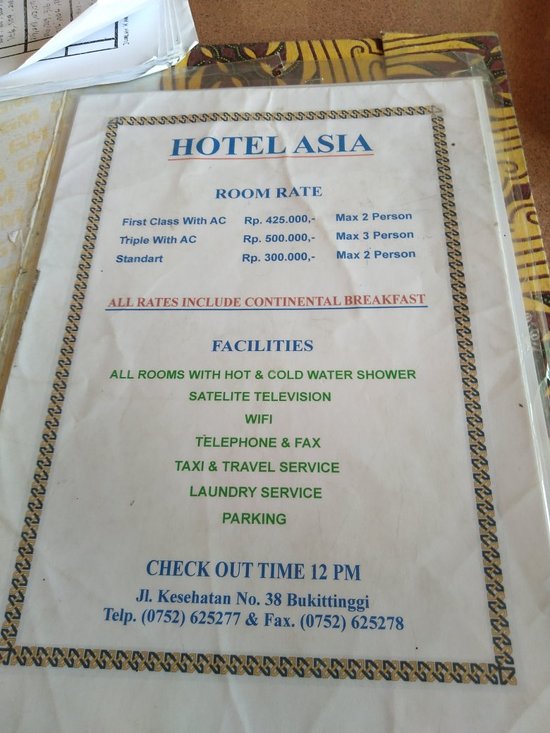 HOTEL ASIA
ROOM RATE
First Class With AC Rp. 425.000,- Max 2 Person
Triple With AC Rp. 500.000,- Max 3 Person
Standart Rp. 300.000,- Max 2 Person
ALL RATES INCLUDE CONTINENTAL BREAKFAST
FACILITIES
ALL ROOMS WITH HOT & COLD WATER SHOWER
SATELITE TELEVISION
WIFI
TELEPHONE & FAX
TAXI & TRAVEL SERVICE
LAUNDRY SERVICE
PARKING
CHECK OUT TIME 12 PM
Jl. Kesehatan No. 38 Bukittinggi
Telp. (0752) 625277 & Fax. (0752) 625278